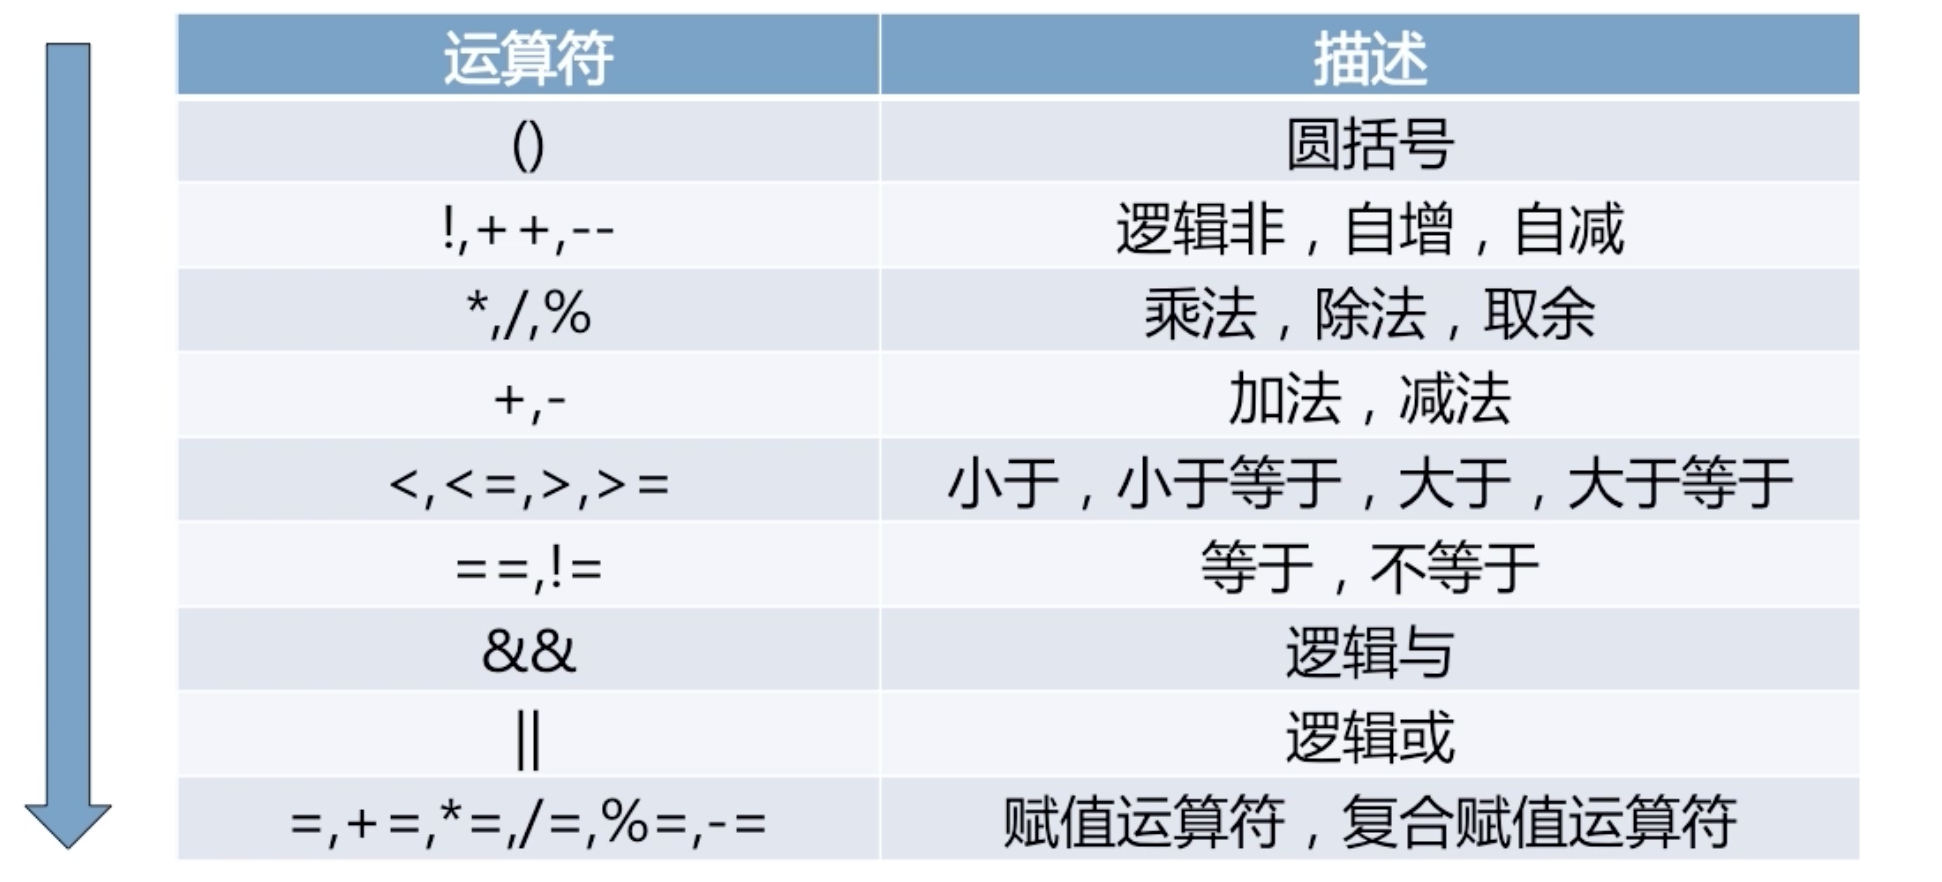 运算符 描述
() 圆括号
!,++,-- 逻辑非，自增，自减
*,/,% 乘法，除法，取余
+,- 加法，减法
<,<=,>,>= 小于，小于等于，大于，大于等于
==,!= 等于，不等于
&& 逻辑与
|| 逻辑或
=,+=,*=,/=,%=,-= 赋值运算符，复合赋值运算符